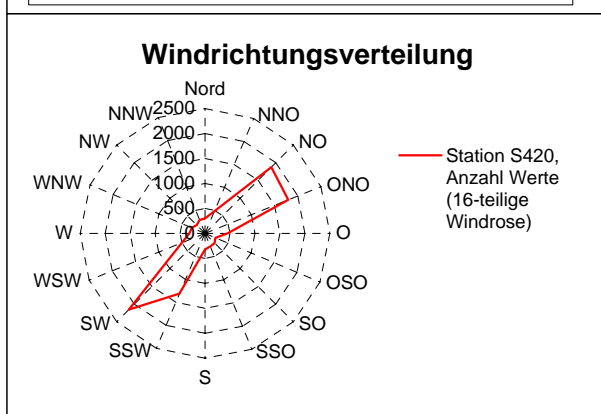 Windrichtungsverteilung
Nord
NNO
NO
ONO
O
OSO
SO
SSO
S
SSW
SW
WSW
W
WNW
NW
NNW
2500
2000
1500
1000
500
0
Station S420,
Anzahl Werte
(16-teilige
Windrose)